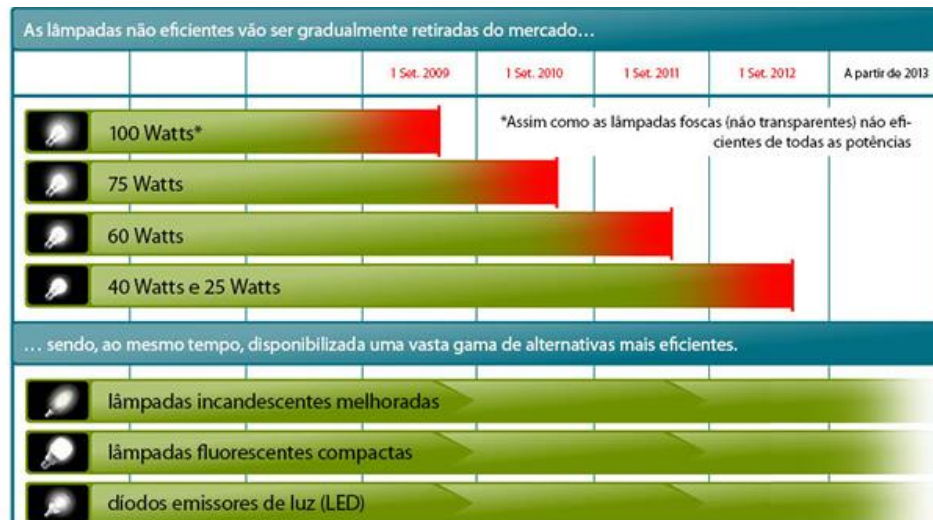 As lâmpadas não eficientes vão ser gradualmente retiradas do mercado…
1 Set. 2009 1 Set. 2010 1 Set. 2011 1 Set. 2012 A partir de 2013
100 Watts*
*Assim como as lâmpadas foscas (não transparentes) não efi-
cientes de todas as potências
75 Watts
60 Watts
40 Watts e 25 Watts
… sendo, ao mesmo tempo, disponibilizada uma vasta gama de alternativas mais eficientes.
lâmpadas incandescentes melhoradas
lâmpadas fluorescentes compactas
díodos emissores de luz (LED)